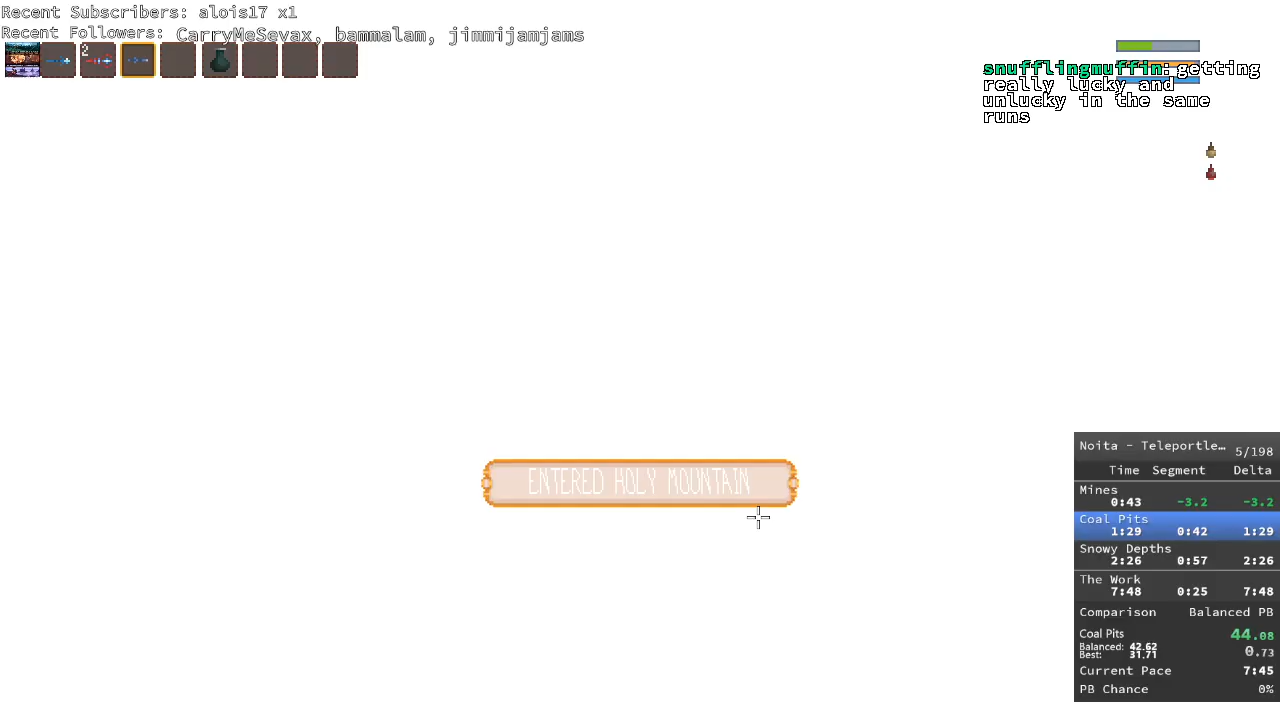 Recent Subscribers: alois17 x1
Recent Followers: CarryMeSevax, bammalam, jimmijamjams
2
snufflingmuffin: getting
really lucky and
unlucky in the same
runs
ENTERED HOLY MOUNTAIN
Noita - Teleportle... 5/198
Time Segment Delta
Mines
0:43 -3.2 -3.2
Coal Pits
1:29 0:42 1:29
Snowy Depths
2:26 0:57 2:26
The Work
7:48 0:25 7:48
Comparison Balanced PB
Coal Pits 44.08
Balanced: 42.62
Best: 31.71 0.73
Current Pace 7:45
PB Chance 0%